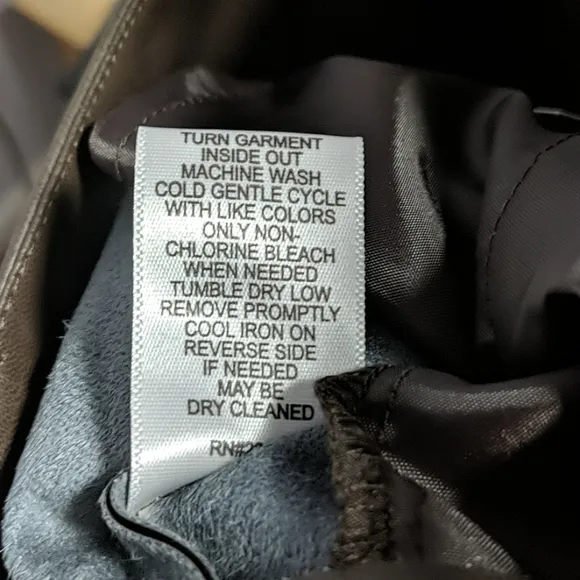 TURN GARMENT
INSIDE OUT
MACHINE WASH
COLD GENTLE CYCLE
WITH LIKE COLORS
ONLY NON-
CHLORINE BLEACH
WHEN NEEDED
TUMBLE DRY LOW
REMOVE PROMPTLY
COOL IRON ON
REVERSE SIDE
IF NEEDED
MAY BE
DRY CLEANED